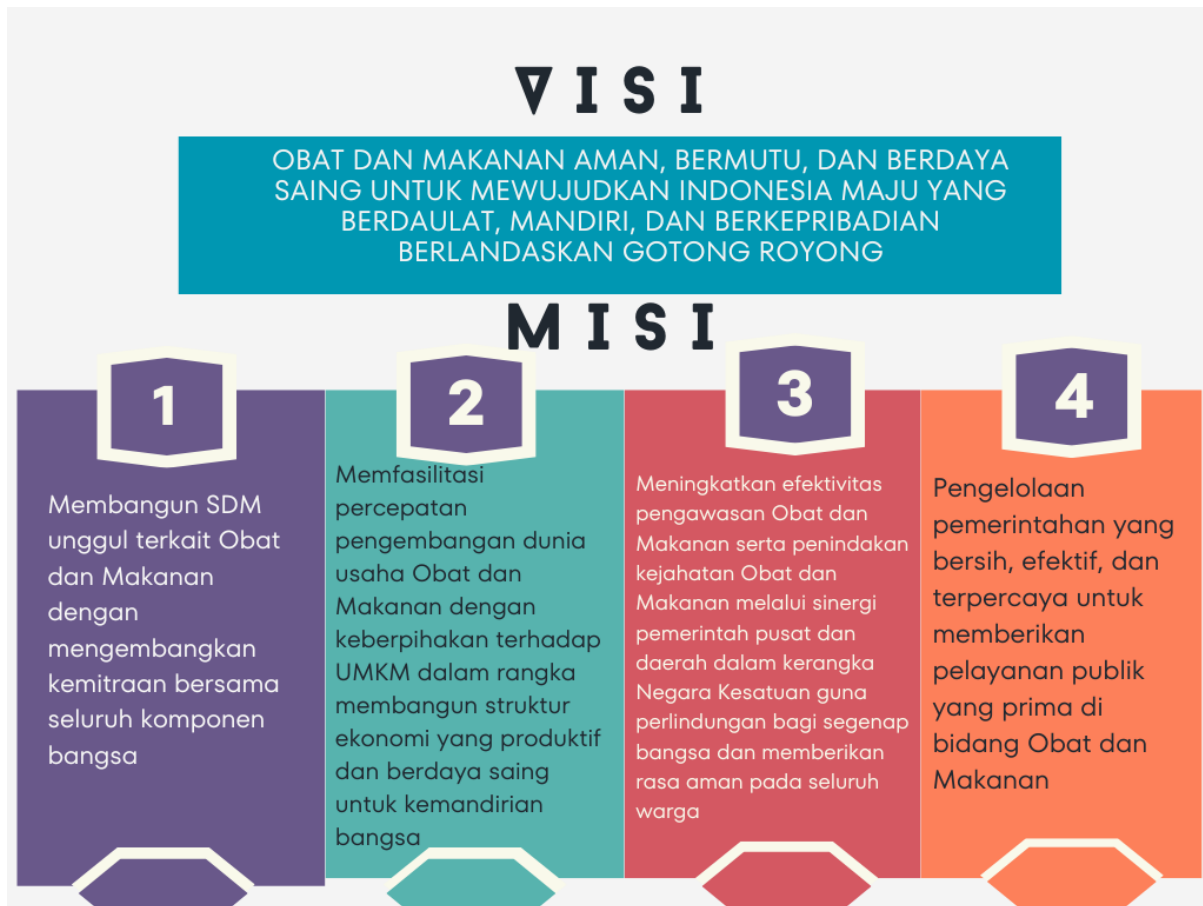 VISI
OBAT DAN MAKANAN AMAN, BERMUTU, DAN BERDAYA
SAING UNTUK MEWUJUDKAN INDONESIA MAJU YANG
BERDAULAT, MANDIRI, DAN BERKEPRIBADIAN
BERLANDASKAN GOTONG ROYONG
MISI
1
Membangun SDM
unggul terkait Obat
dan Makanan
dengan
mengembangkan
kemitraan bersama
seluruh komponen
bangsa
2
Memfasilitasi
percepatan
pengembangan dunia
usaha Obat dan
Makanan dengan
keberpihakan terhadap
UMKM dalam rangka
membangun struktur
ekonomi yang produktif
dan berdaya saing
untuk kemandirian
bangsa
3
Meningkatkan efektivitas
pengawasan Obat dan
Makanan serta penindakan
kejahatan Obat dan
Makanan melalui sinergi
pemerintah pusat dan
daerah dalam kerangka
Negara Kesatuan guna
perlindungan bagi segenap
bangsa dan memberikan
rasa aman pada seluruh
warga
4
Pengelolaan
pemerintahan yang
bersih, efektif, dan
terpercaya untuk
memberikan
pelayanan publik
yang prima di
bidang Obat dan
Makanan